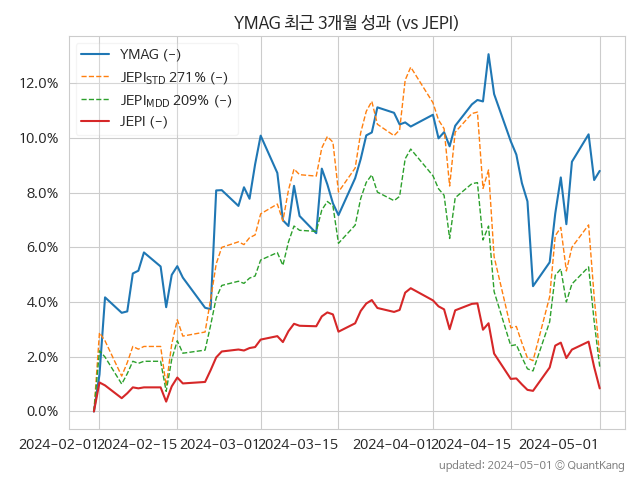 YMAG 최근 3개월 성과 (vs JEPI)
YMAG (-)
JEPI_STD 271% (-)
JEPI_MDD 209% (-)
JEPI (-)
12.0%
10.0%
8.0%
6.0%
4.0%
2.0%
0.0%
2024-02-01 2024-02-15 2024-03-01 2024-03-15 2024-04-01 2024-04-15 2024-05-01
updated: 2024-05-01 © QuantKang